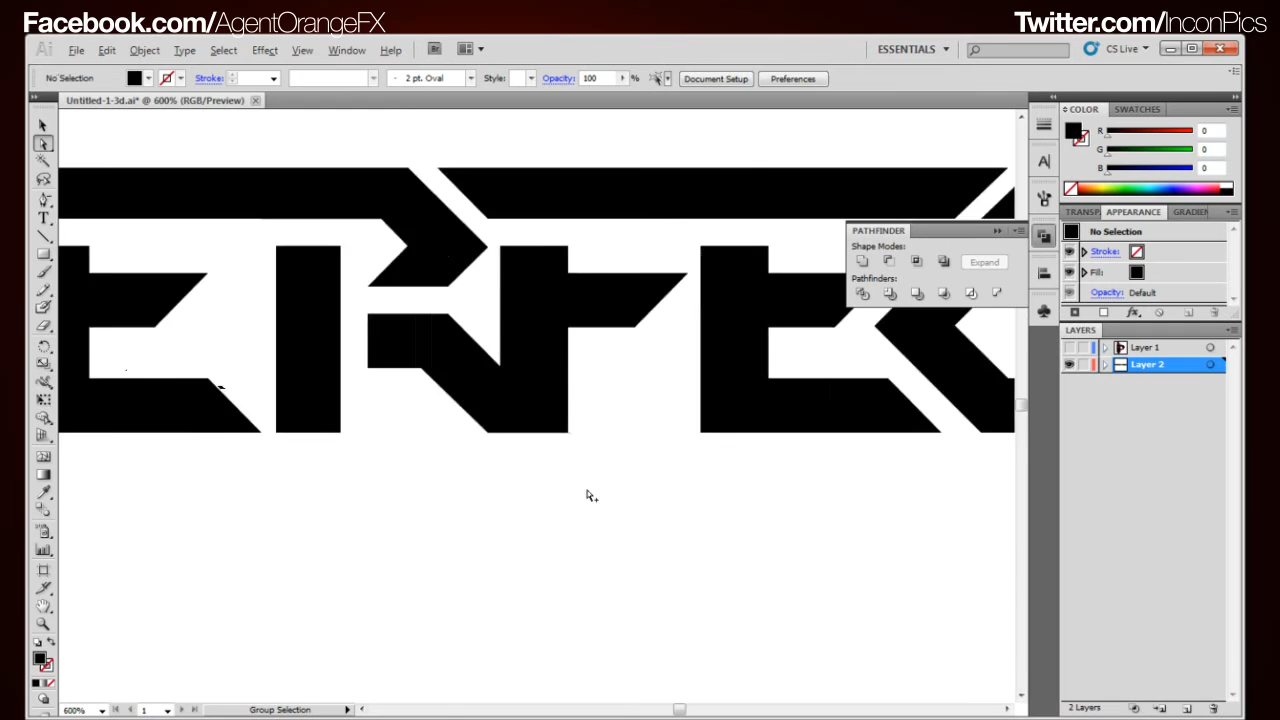 Facebook.com/AgentOrangeFX
Twitter.com/InconPics
Ai File Edit Object Type Select Effect View Window Help Br ESSENTIALS CS Live
No Selection Stroke: 2 pt. Oval Style: Opacity: 100 % Document Setup Preferences
Untitled-1-3d.ai* @ 600% (RGB/Preview)
COLOR SWATCHES
R 0
G 0
B 0
PATHFINDER
Shape Modes:
Expand
Pathfinders:
TRANSP APPEARANCE GRADIEN
No Selection
Stroke:
Fill:
Opacity: Default
LAYERS
Layer 1
Layer 2
2 Layers
600% 1 Group Selection